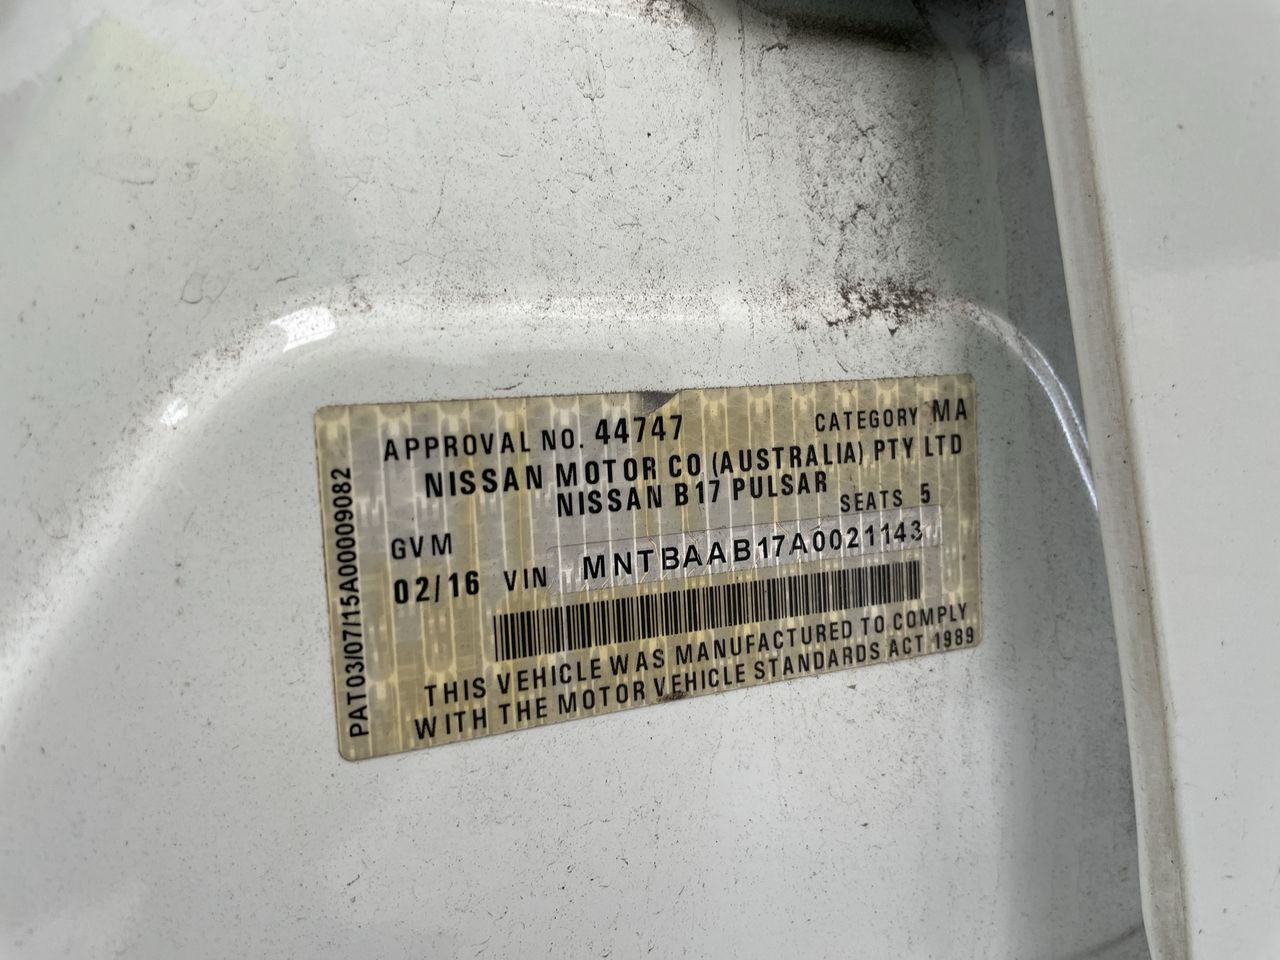 APPROVAL NO. 44747 CATEGORY MA
NISSAN MOTOR CO (AUSTRALIA) PTY LTD
NISSAN B17 PULSAR
GVM SEATS 5
02/16 VIN MNTBAAB17A0021143
THIS VEHICLE WAS MANUFACTURED TO COMPLY
WITH THE MOTOR VEHICLE STANDARDS ACT 1989
PAT03/07/15A00009082